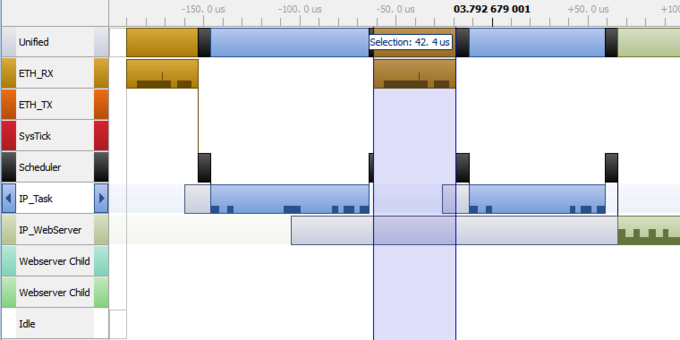 -150. 0 us
-100. 0 us
-50. 0 us
03.792 679 001
+50. 0 us
+100
Unified
Selection: 42. 4 us
ETH_RX
ETH_TX
SysTick
Scheduler
IP_Task
IP_WebServer
Webserver Child
Webserver Child
Idle